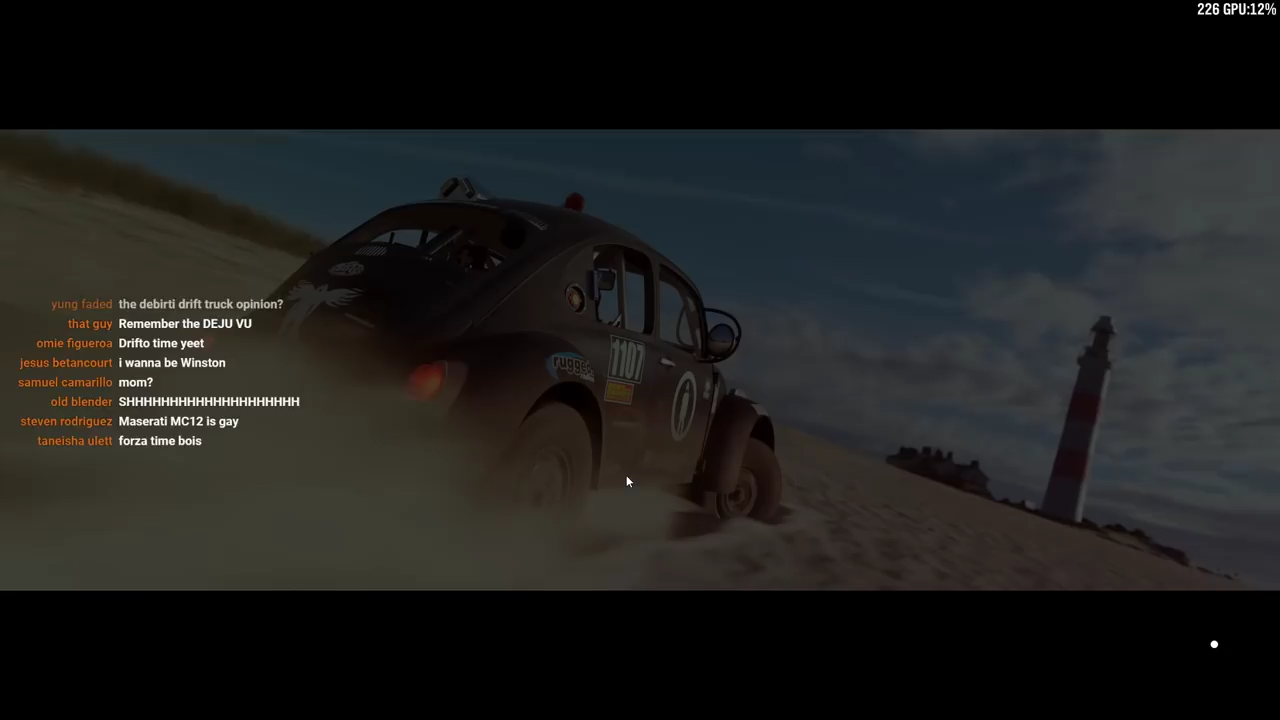 226 GPU:12%
yung faded the debirti drift truck opinion?
that guy Remember the DEJU VU
omie figueroa Drifto time yeet
jesus betancourt i wanna be Winston
samuel camarillo mom?
old blender SHHHHHHHHHHHHHHHHHHH
steven rodriguez Maserati MC12 is gay
taneisha ulett forza time bois
1107